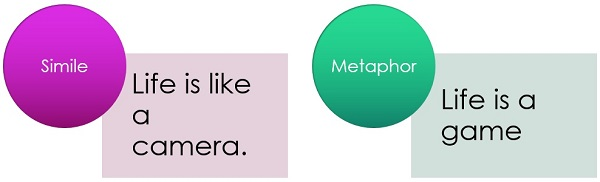 Simile
Life is like
a
camera.
Metaphor
Life is a
game